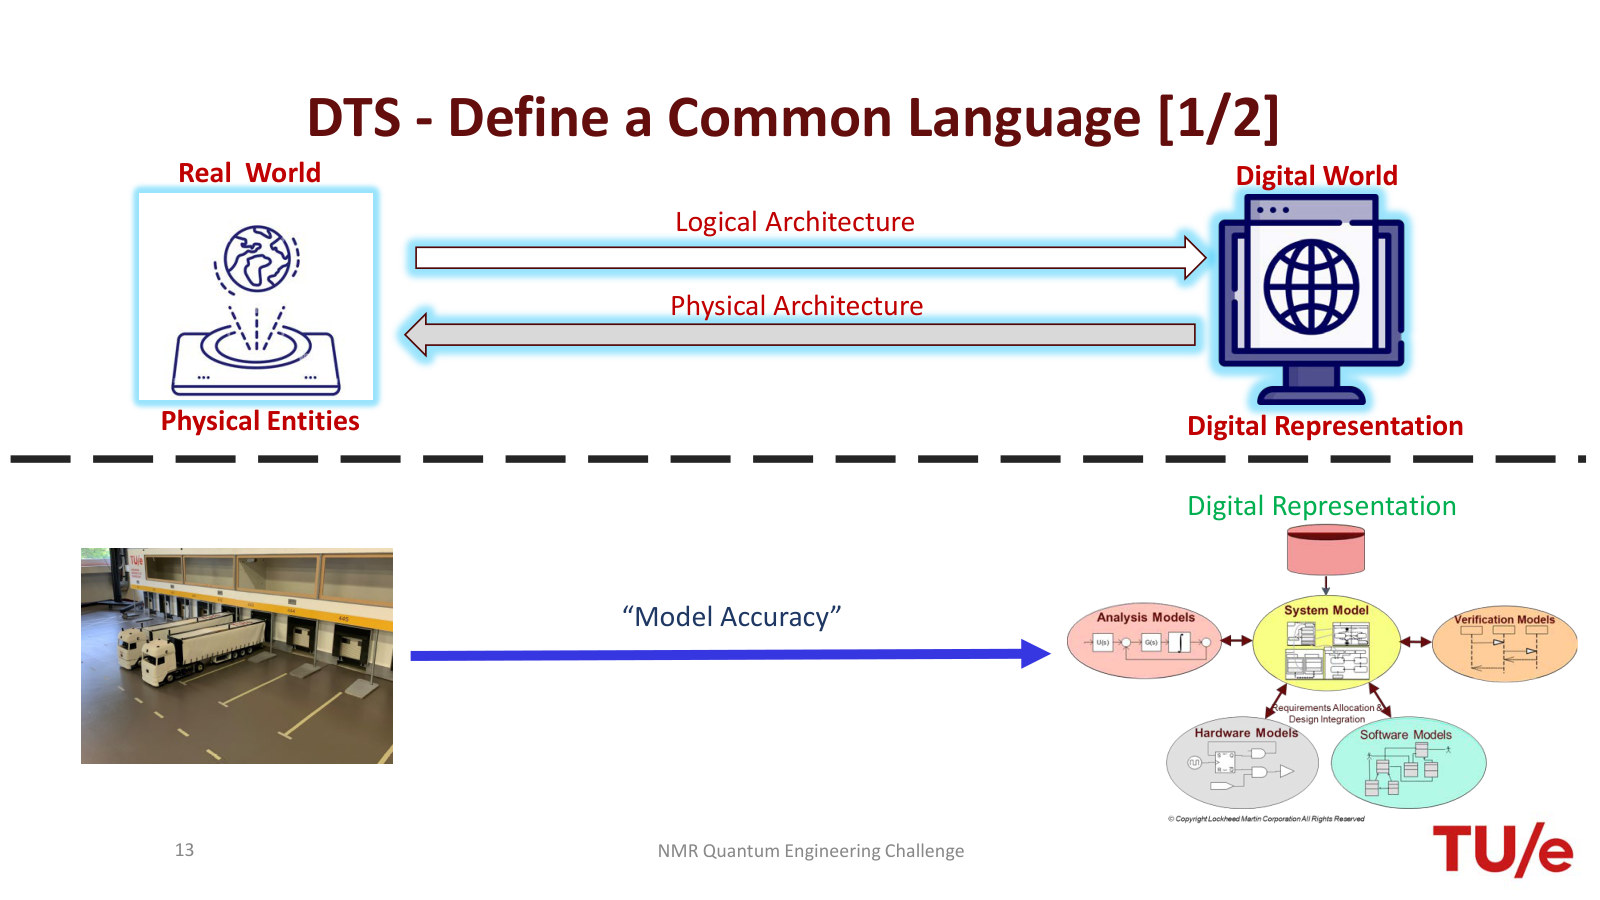 DTS - Define a Common Language [1/2]
Real World
Digital World
Logical Architecture
Physical Architecture
Physical Entities
Digital Representation
Digital Representation
TU/e
"Model Accuracy"
System Model
Analysis Models
U(s)
G(s)
∫
Verification Models
Requirements Allocation &
Design Integration
Hardware Models
Software Models
© Copyright Lockheed Martin Corporation All Rights Reserved
13
NMR Quantum Engineering Challenge
TU/e